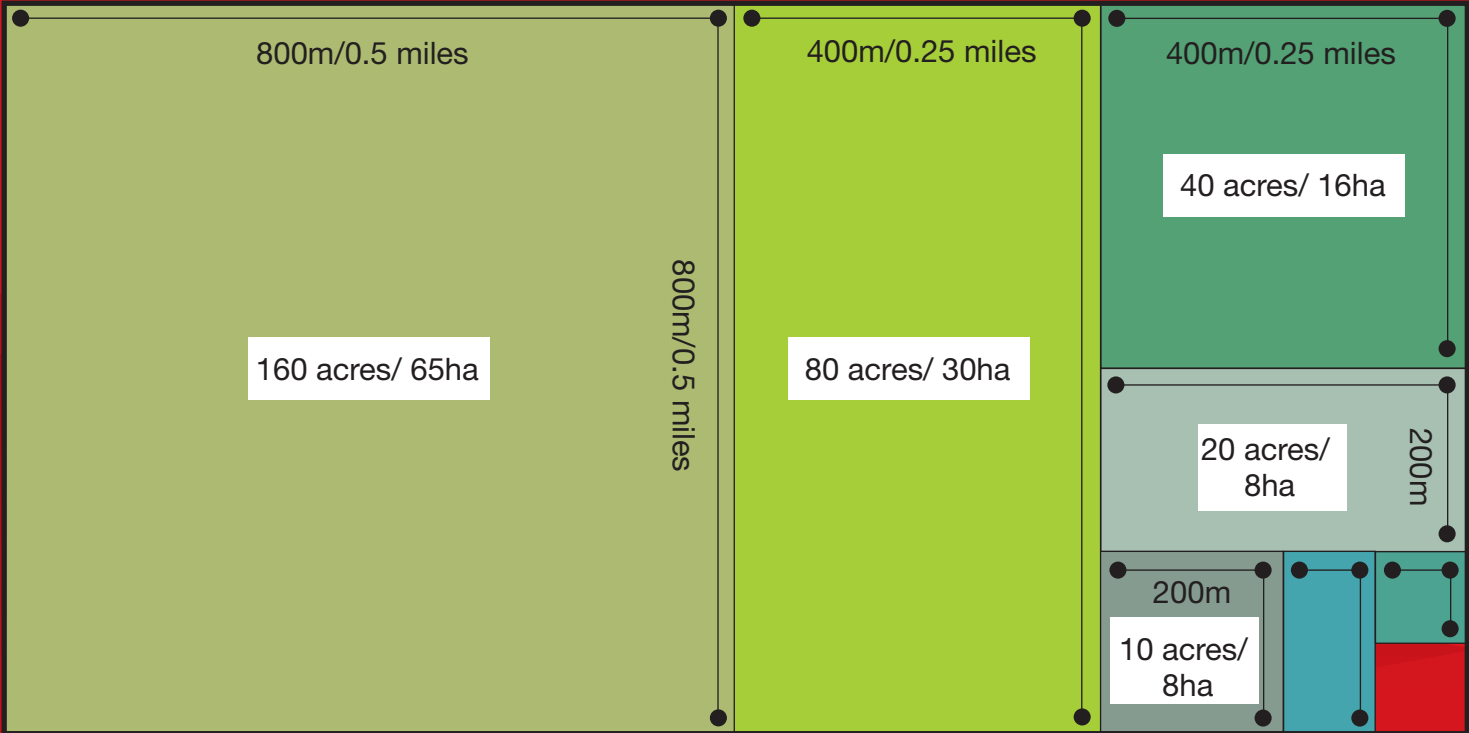 800m/0.5 miles
400m/0.25 miles
400m/0.25 miles
40 acres/ 16ha
800m/0.5 miles
160 acres/ 65ha
80 acres/ 30ha
20 acres/
8ha
200m
200m
10 acres/
8ha